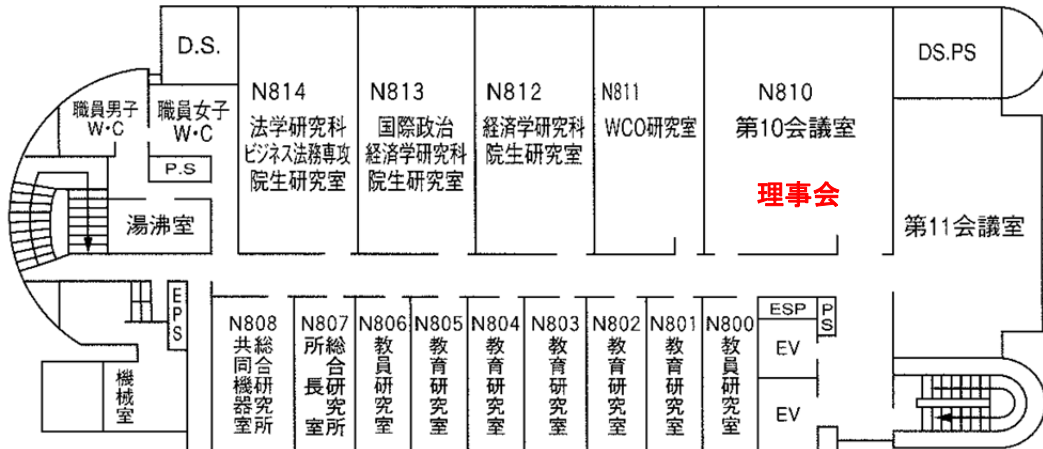 D.S.
DS.PS
職員男子
W・C
職員女子
W・C
P.S
湯沸室
N814
法学研究科
ビジネス法務専攻
院生研究室
N813
国際政治
経済学研究科
院生研究室
N812
経済学研究科
院生研究室
N811
WCO研究室
N810
第10会議室
理事会
第11会議室
EPS
機械室
N808
総合研究所
共同機器室
N807
総合研究所
所長室
N806
教員研究室
N805
教育研究室
N804
教育研究室
N803
教育研究室
N802
教育研究室
N801
教育研究室
N800
教員研究室
ESP
PS
EV
EV